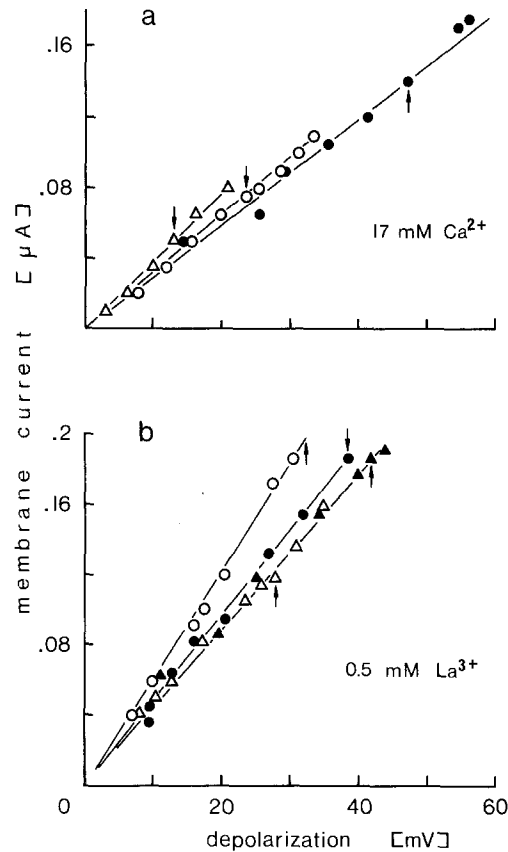 a
.16
.08
17 mM Ca²⁺
membrane current [µA]
b
.2
.16
.08
0.5 mM La³⁺
0 20 40 60
depolarization [mV]